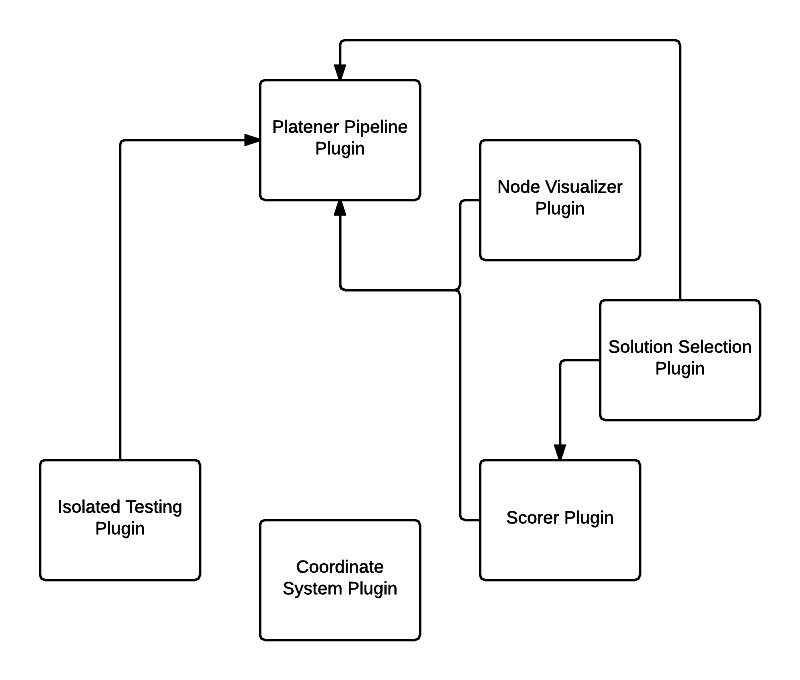 Platener Pipeline
Plugin
Node Visualizer
Plugin
Solution Selection
Plugin
Isolated Testing
Plugin
Scorer Plugin
Coordinate
System Plugin